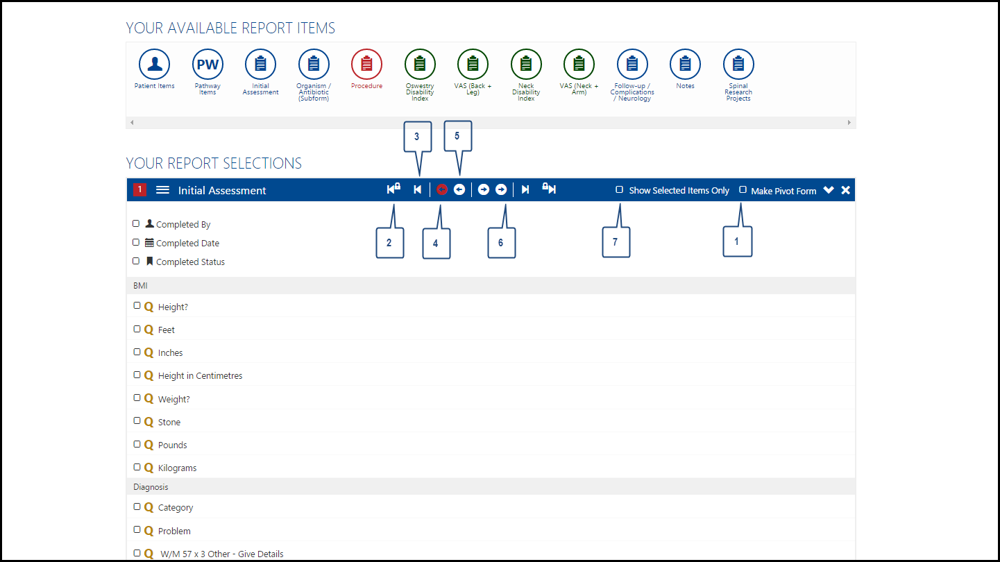 YOUR AVAILABLE REPORT ITEMS
PW
Patient Items
Pathway
Items
Initial
Assessment
Organism /
Antibiotic
(Subform)
Procedure
Oswestry
Disability
Index
VAS (Back +
Leg)
Neck
Disability
Index
VAS (Neck +
Arm)
Follow-up /
Complications
/ Neurology
Notes
Spinal
Research
Projects
3
5
YOUR REPORT SELECTIONS
1 Initial Assessment Show Selected Items Only Make Pivot Form
2
4
6
7
1
Completed By
Completed Date
Completed Status
BMI
Q Height?
Q Feet
Q Inches
Q Height in Centimetres
Q Weight?
Q Stone
Q Pounds
Q Kilograms
Diagnosis
Q Category
Q Problem
Q W/M 57 x 3 Other - Give Details